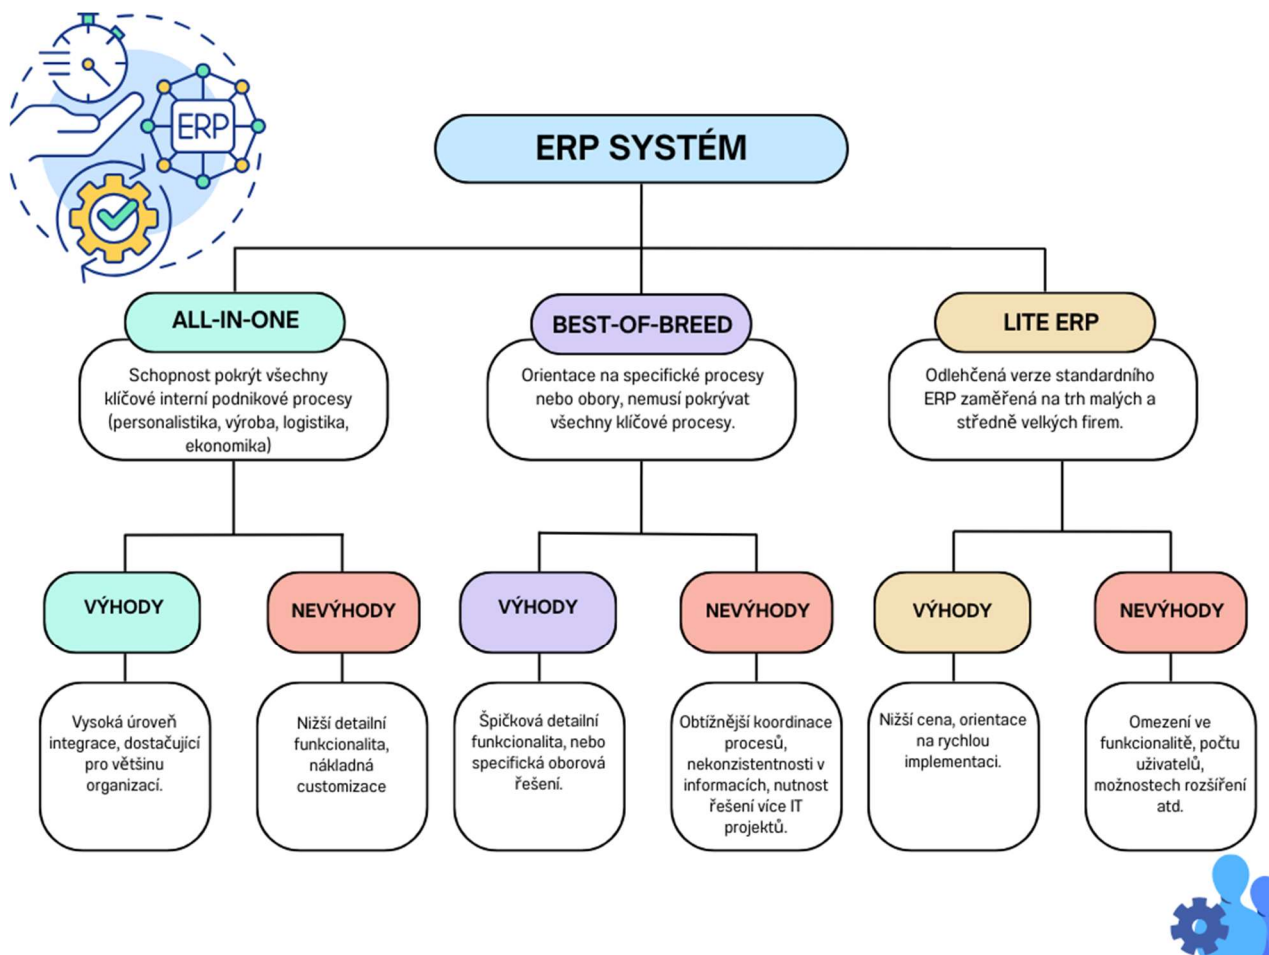 ERP
ERP SYSTÉM
ALL-IN-ONE
Schopnost pokrýt všechny
klíčové interní podnikové procesy
(personalistika, výroba, logistika,
ekonomika)
BEST-OF-BREED
Orientace na specifické procesy
nebo obory, nemusí pokrývat
všechny klíčové procesy.
LITE ERP
Odlehčená verze standardního
ERP zaměřená na trh malých a
středně velkých firem.
VÝHODY
Vysoká úroveň
integrace, dostačující
pro většinu
organizací.
NEVÝHODY
Nižší detailní
funkcionalita,
nákladná
customizace
VÝHODY
Špičková detailní
funkcionalita, nebo
specifická oborová
řešení.
NEVÝHODY
Obtížnější koordinace
procesů,
nekonzistentnosti v
informacích, nutnost
řešení více IT
projektů.
VÝHODY
Nižší cena, orientace
na rychlou
implementaci.
NEVÝHODY
Omezení ve
funkcionalitě, počtu
uživatelů,
možnostech rozšíření
atd.